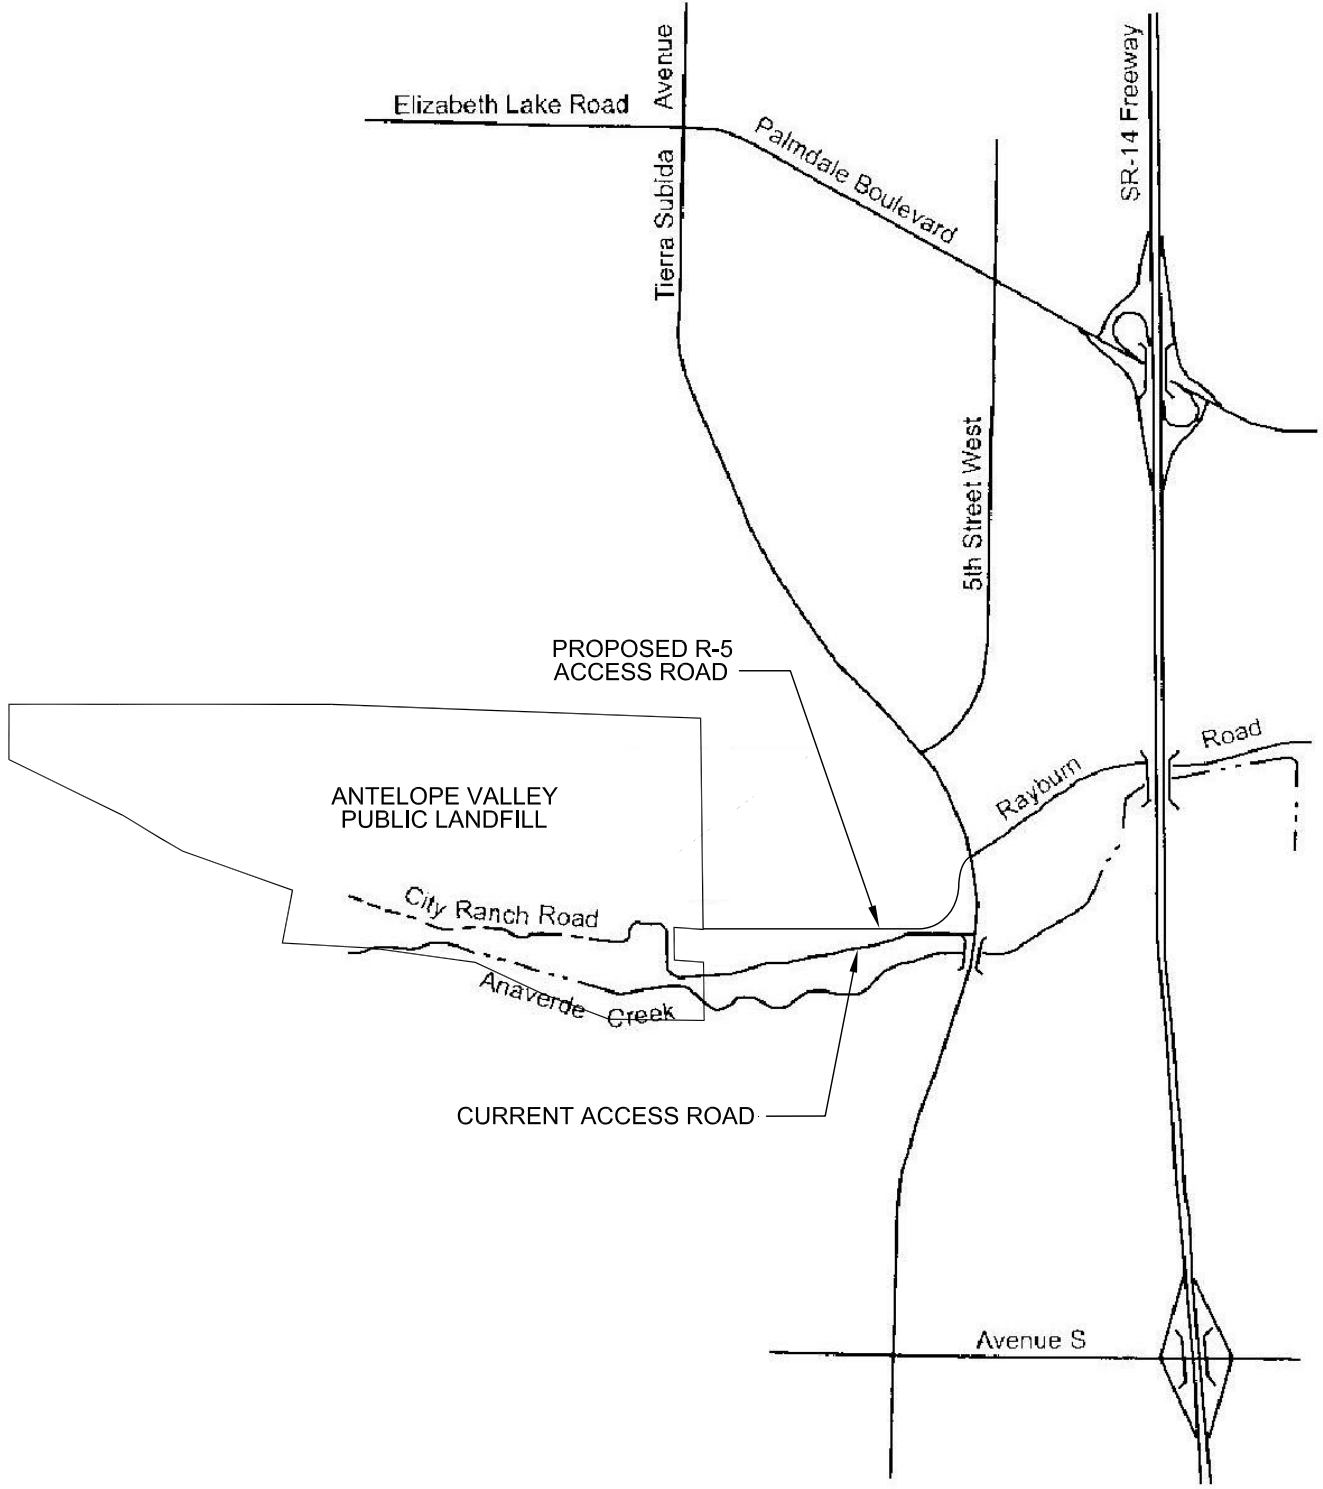 Elizabeth Lake Road
Tierra Subida Avenue
Palmdale Boulevard
SR-14 Freeway
5th Street West
PROPOSED R-5
ACCESS ROAD
ANTELOPE VALLEY
PUBLIC LANDFILL
Rayburn Road
City Ranch Road
Anaverde Creek
CURRENT ACCESS ROAD
Avenue S